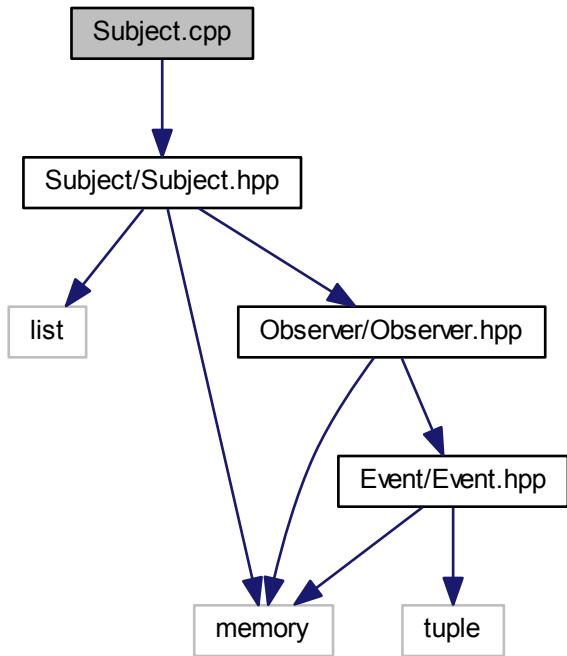 Subject.cpp
Subject/Subject.hpp
list
Observer/Observer.hpp
Event/Event.hpp
memory
tuple